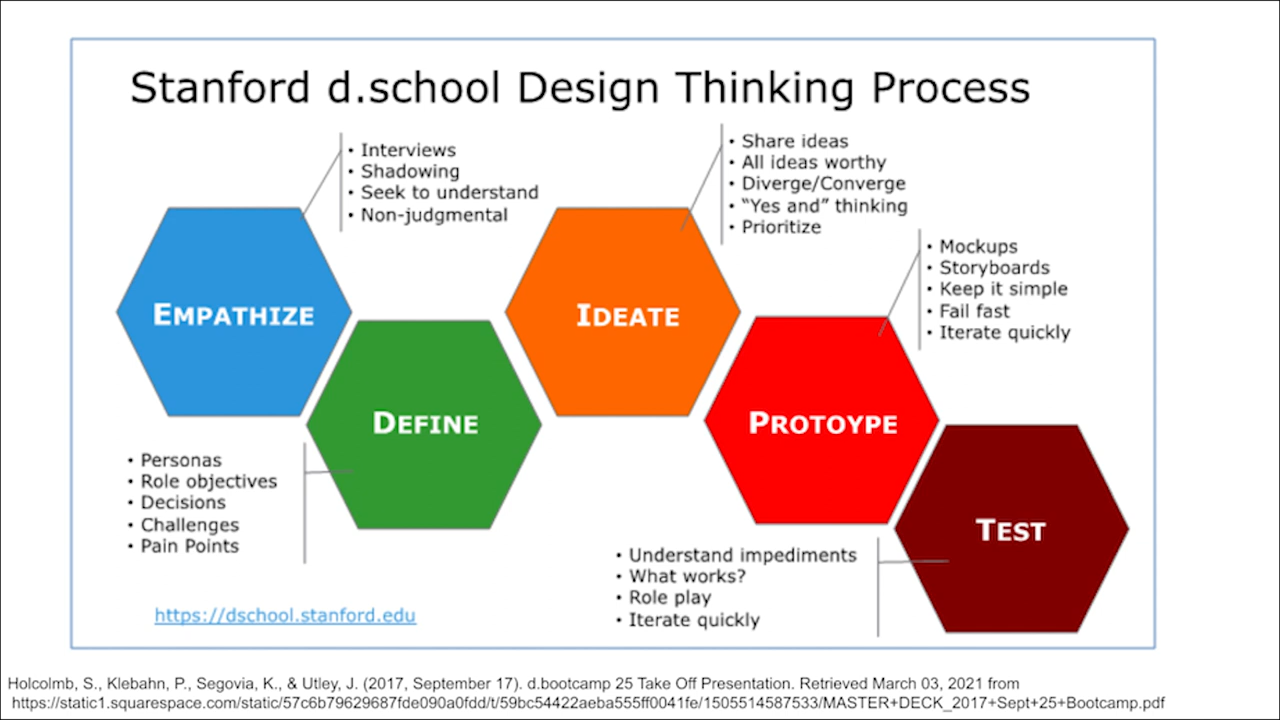 Stanford d.school Design Thinking Process
• Interviews
• Shadowing
• Seek to understand
• Non-judgmental
• Share ideas
• All ideas worthy
• Diverge/Converge
• “Yes and” thinking
• Prioritize
• Mockups
• Storyboards
• Keep it simple
• Fail fast
• Iterate quickly
EMPATHIZE
IDEATE
DEFINE
PROTOYPE
• Personas
• Role objectives
• Decisions
• Challenges
• Pain Points
TEST
• Understand impediments
• What works?
• Role play
• Iterate quickly
https://dschool.stanford.edu
Holcolmb, S., Klebahn, P., Segovia, K., & Utley, J. (2017, September 17). d.bootcamp 25 Take Off Presentation. Retrieved March 03, 2021 from
https://static1.squarespace.com/static/57c6b79629687fde090a0fdd/t/59bc54422aeba555ff0041fe/1505514587533/MASTER+DECK_2017+Sept+25+Bootcamp.pdf